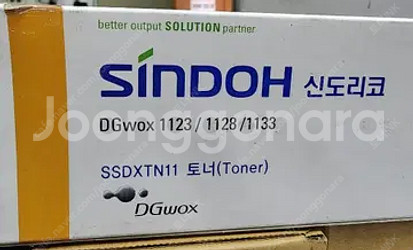 better output SOLUTION partner
SINDOH 신도리코
Joonggonara
DGwox 1123 / 1128 / 1133
SSDXTN11 토너(Toner)
DGwox